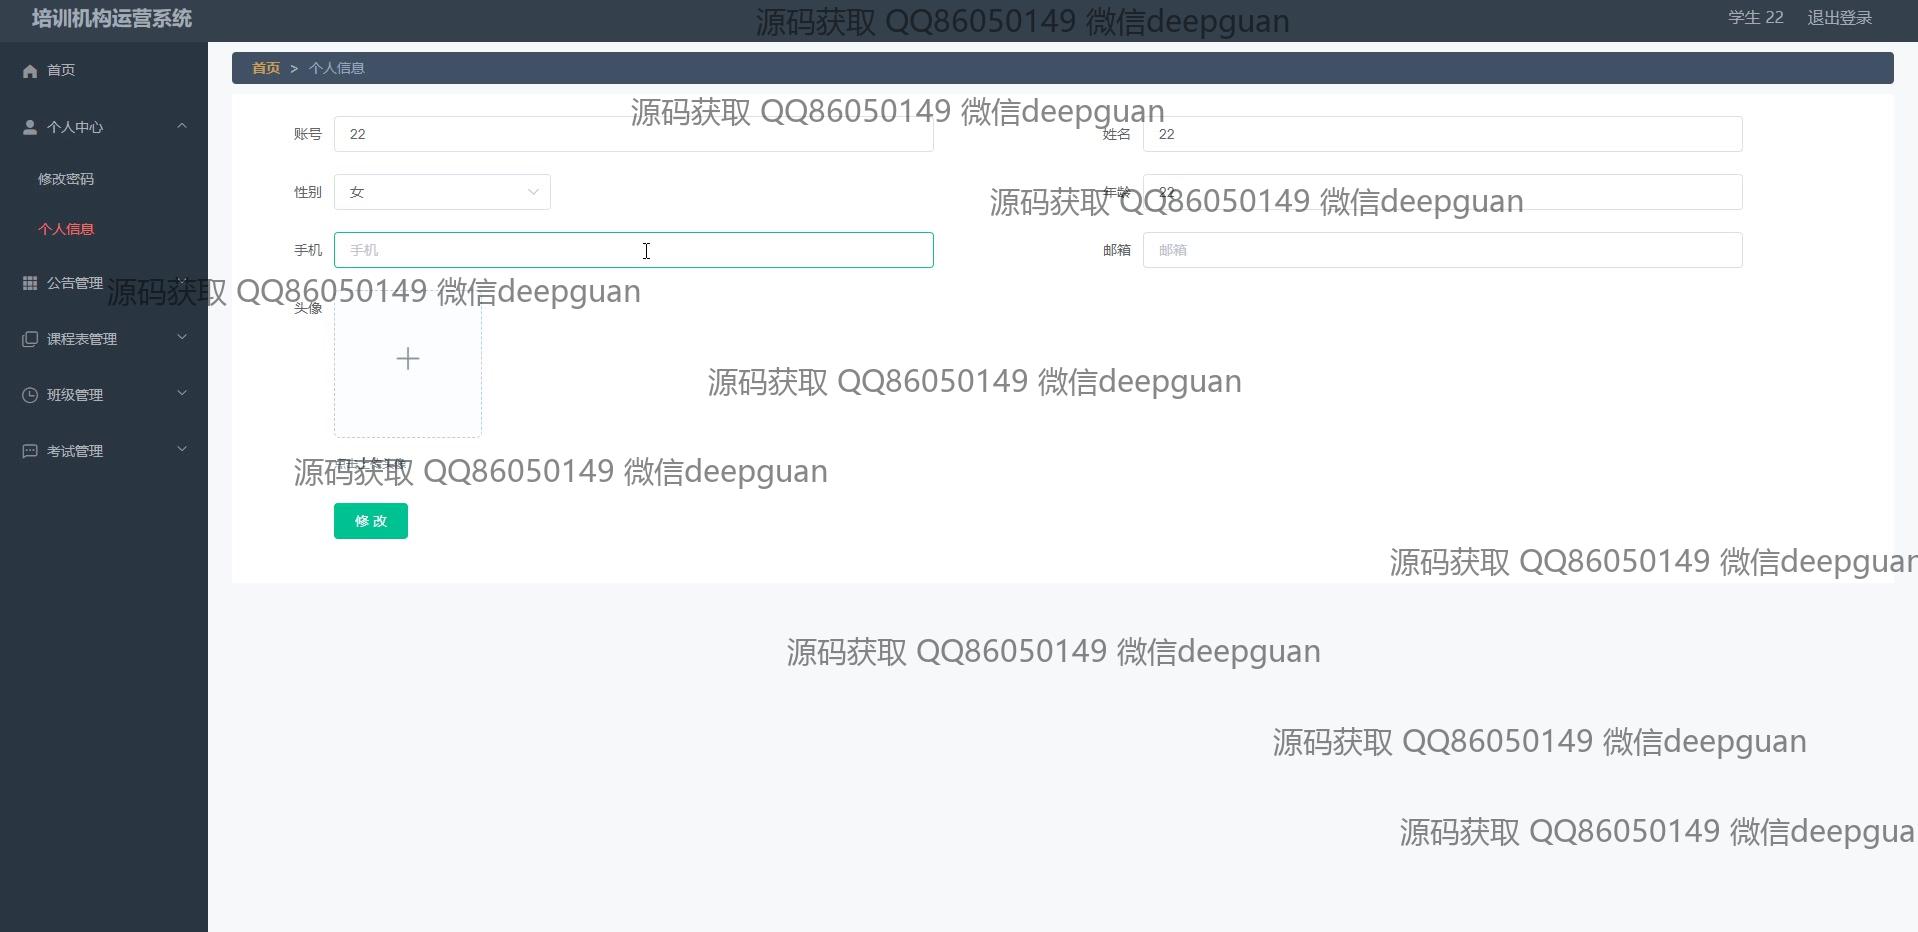 培训机构运营系统
源码获取 QQ86050149 微信deepguan
学生 22 退出登录
首页
首页 > 个人信息
个人中心
源码获取 QQ86050149 微信deepguan
账号 22
姓名 22
修改密码
性别 女
年龄 22
源码获取 QQ86050149 微信deepguan
个人信息
手机 手机
邮箱 邮箱
公告管理
源码获取 QQ86050149 微信deepguan
头像
课程表管理
源码获取 QQ86050149 微信deepguan
班级管理
考试管理
点击上传头像
源码获取 QQ86050149 微信deepguan
修 改
源码获取 QQ86050149 微信deepguan
源码获取 QQ86050149 微信deepguan
源码获取 QQ86050149 微信deepguan
源码获取 QQ86050149 微信deepgua